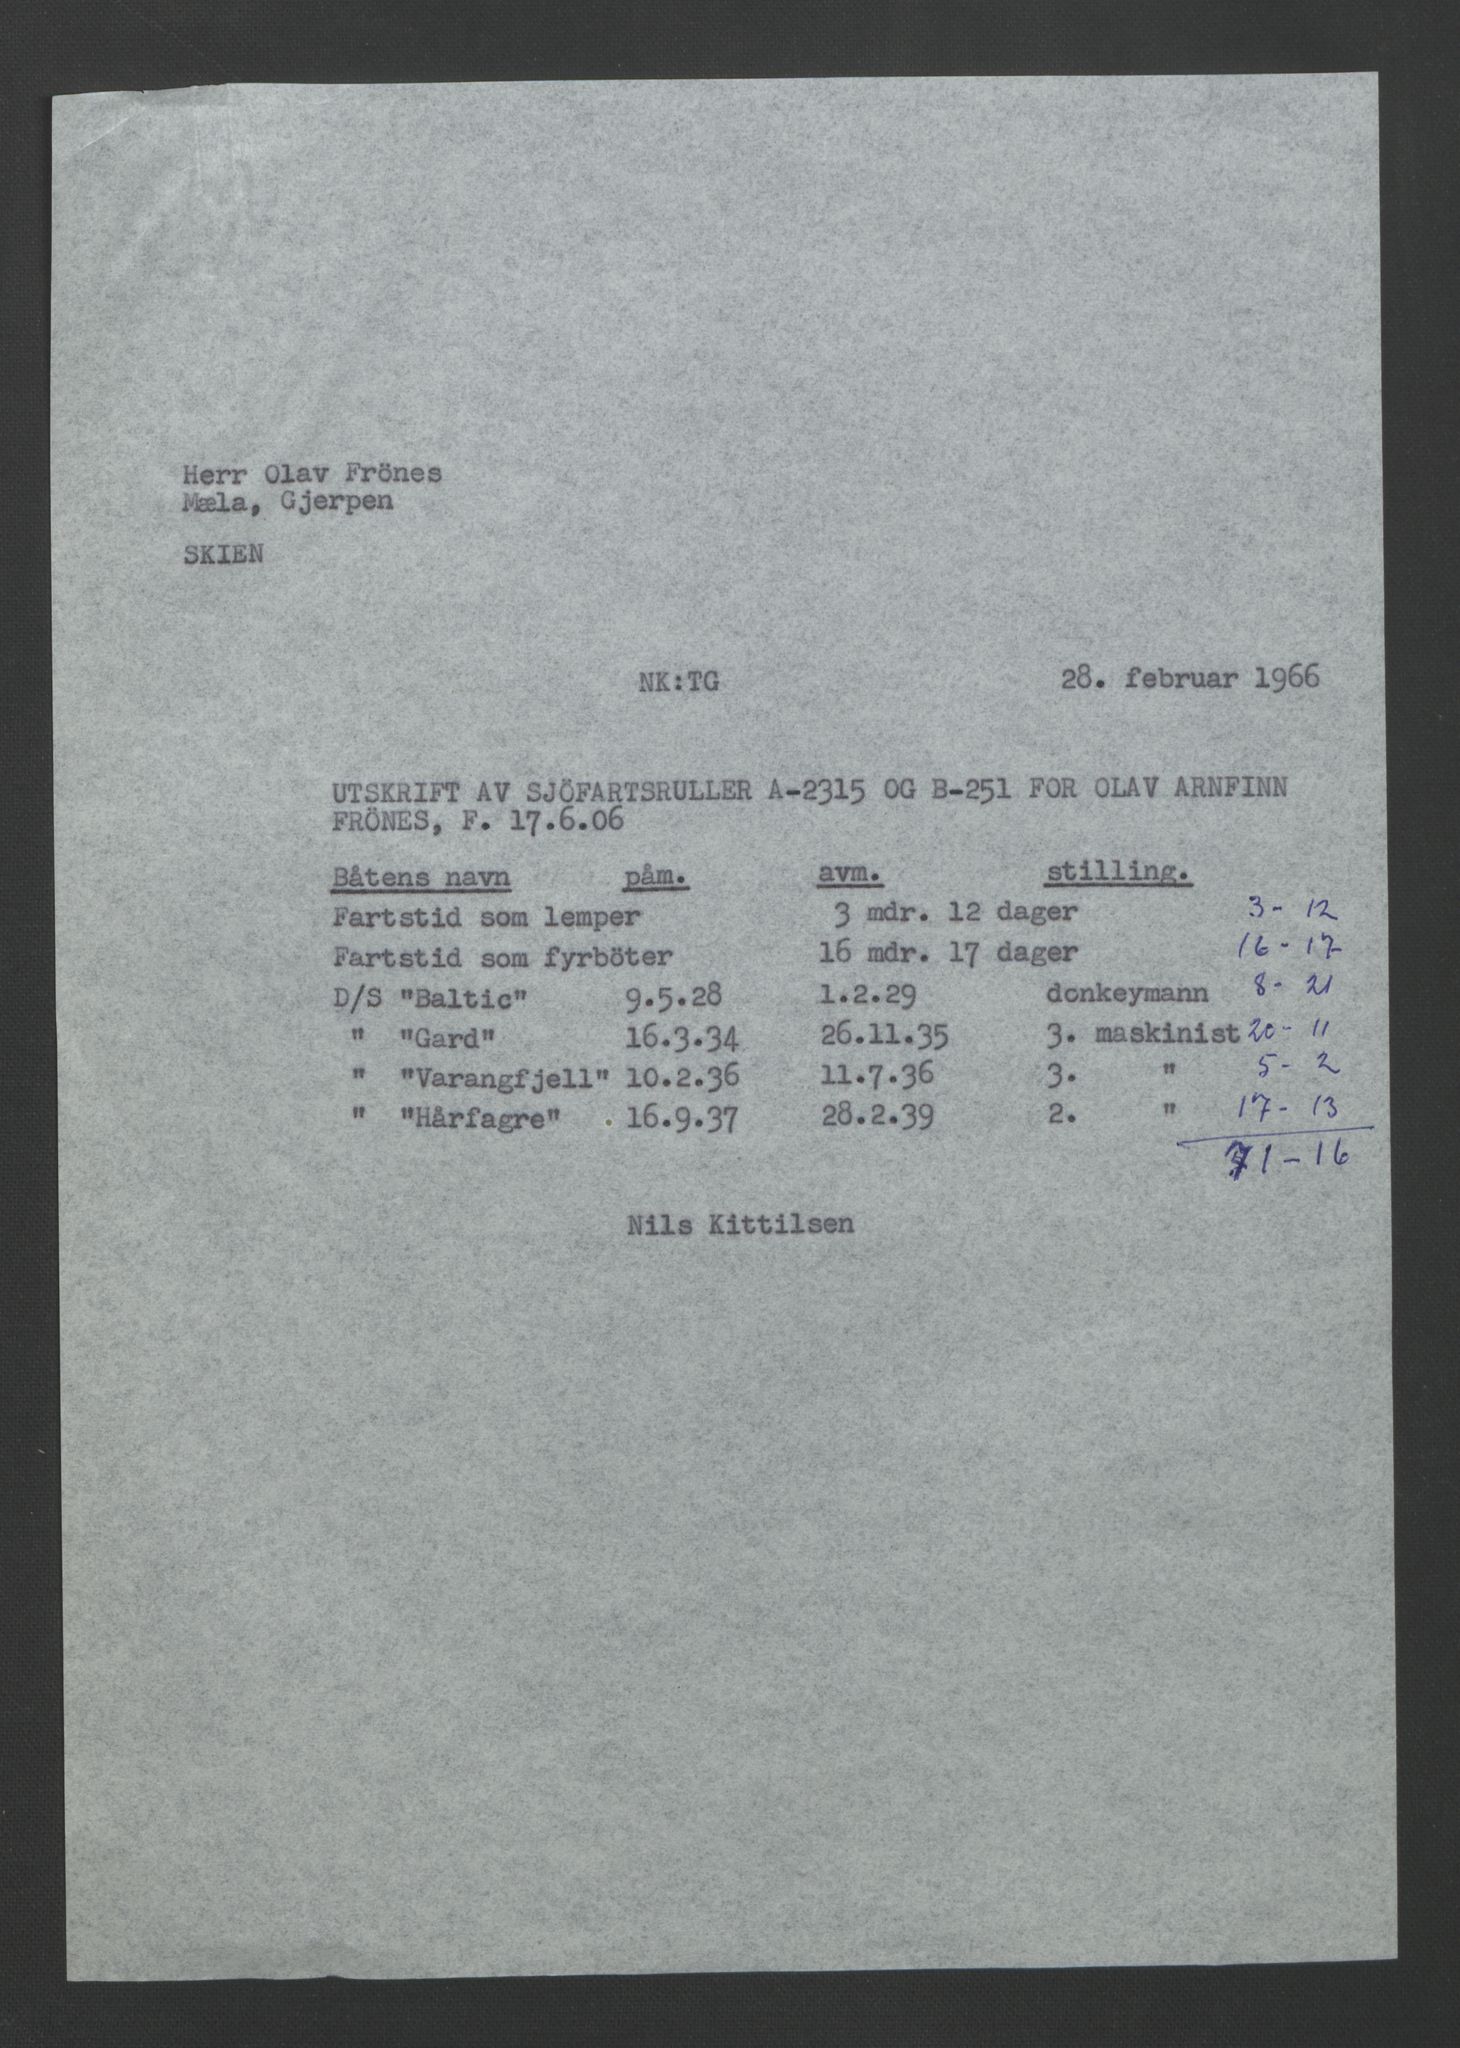 Herr Olav Frönes
Mæla, Gjerpen
SKIEN
NK:TG 28. februar 1966
UTSKRIFT AV SJÖFARTSRULLER A-2315 OG B-251 FOR OLAV ARNFINN
FRÖNES, F. 17.6.06
Båtens navn påm. avm. stilling.
Fartstid som lemper 3 mdr. 12 dager 3 - 12
Fartstid som fyrböter 16 mdr. 17 dager 16 - 17
D/S "Baltic" 9.5.28 1.2.29 donkeymann 8 - 21
" "Gard" 16.3.34 26.11.35 3. maskinist 20 - 11
" "Varangfjell" 10.2.36 11.7.36 3. " 5 - 2
" "Hårfagre" 16.9.37 28.2.39 2. " 17 - 13
71 - 16
Nils Kittilsen